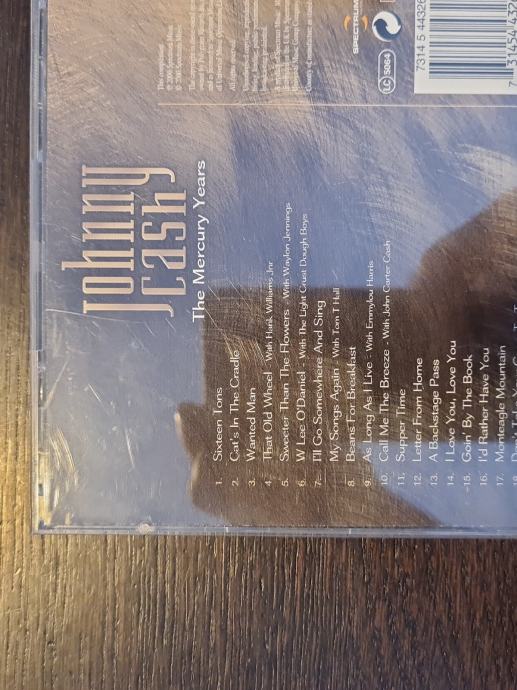 Johnny
Cash
The Mercury Years
1. Sixteen Tons
2. Cat's In The Cradle
3. Wanted Man
4. That Old Wheel - With Hank Williams Jnr
5. Sweeter Than The Flowers - With Waylon Jennings
6. W Lee O'Daniel - With The Light Crust Dough Boys
7. I'll Go Somewhere And Sing
My Songs Again - With Tom T Hall
8. Beans For Breakfast
9. As Long As I Live - With Emmylou Harris
10. Call Me The Breeze - With John Carter Cash
11. Supper Time
12. Letter From Home
13. A Backstage Pass
14. I Love You, Love You
15. Goin' By The Book
16. I'd Rather Have You
17. Monteagle Mountain
18.
SPECTRUM
LC 5064
7314 5 44326
7 31454 432